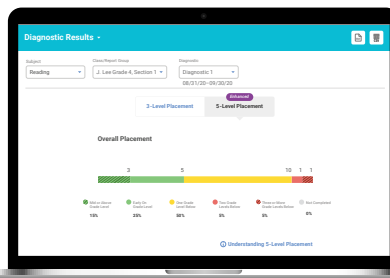 Diagnostic Results
Subject
Class/Report Group
Diagnostic
Reading
J. Lee Grade 4, Section 1
Diagnostic 1
08/31/20-09/30/20
Enhanced
3-Level Placement
5-Level Placement
Overall Placement
3 5 10 1 1
Mid or Above Grade Level
Early On Grade Level
One Grade Level Below
Two Grade Levels Below
Three or More Grade Levels Below
Not Completed
15% 25% 50% 5% 5% 0%
Understanding 5-Level Placement